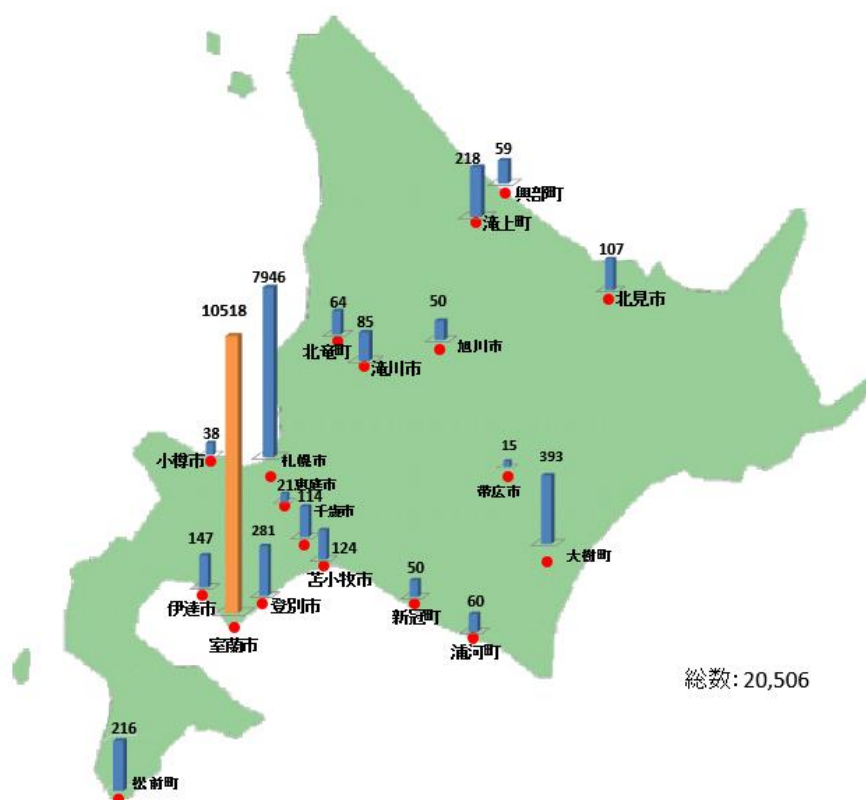 59
興部町
218
滝上町
107
北見市
7946
64
北竜町
85
滝川市
50
旭川市
10518
38
小樽市
札幌市
21
恵庭市
114
千歳市
15
帯広市
393
大樹町
147
伊達市
281
登別市
124
苫小牧市
50
新冠町
60
浦河町
室蘭市
総数: 20,506
216
松前町